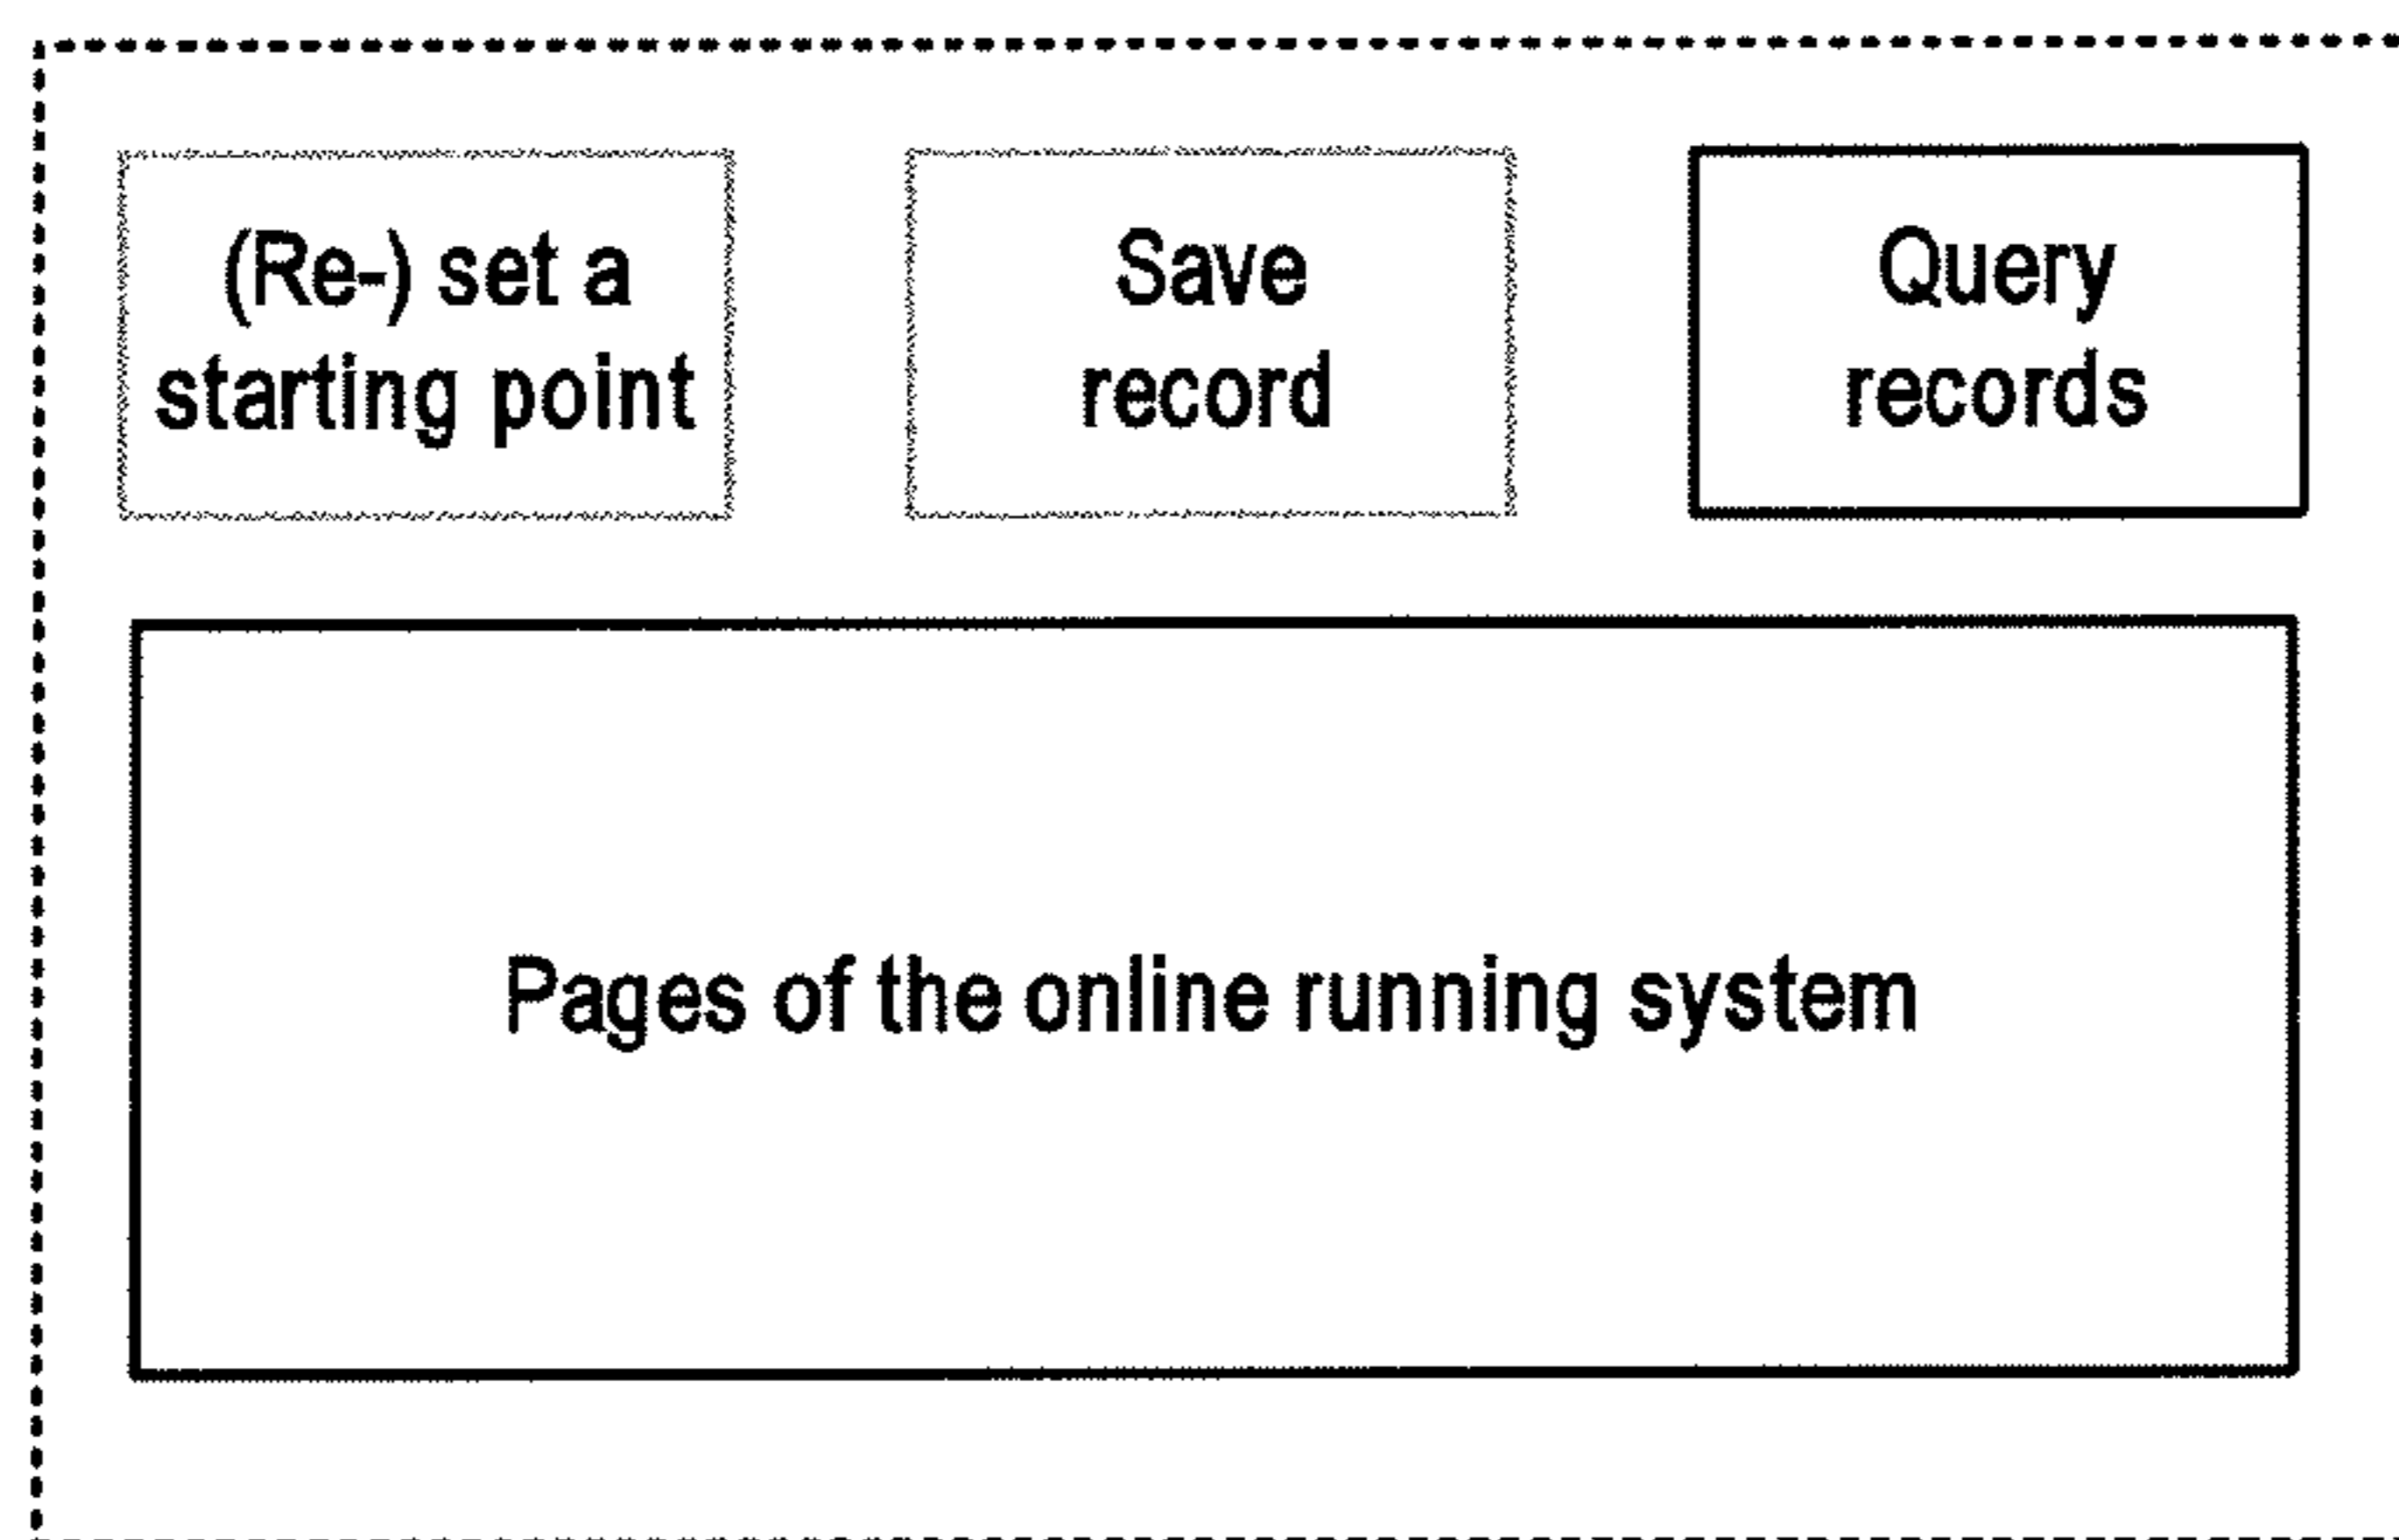 (Re-) set a
starting point
Save
record
Query
records
Pages of the online running system